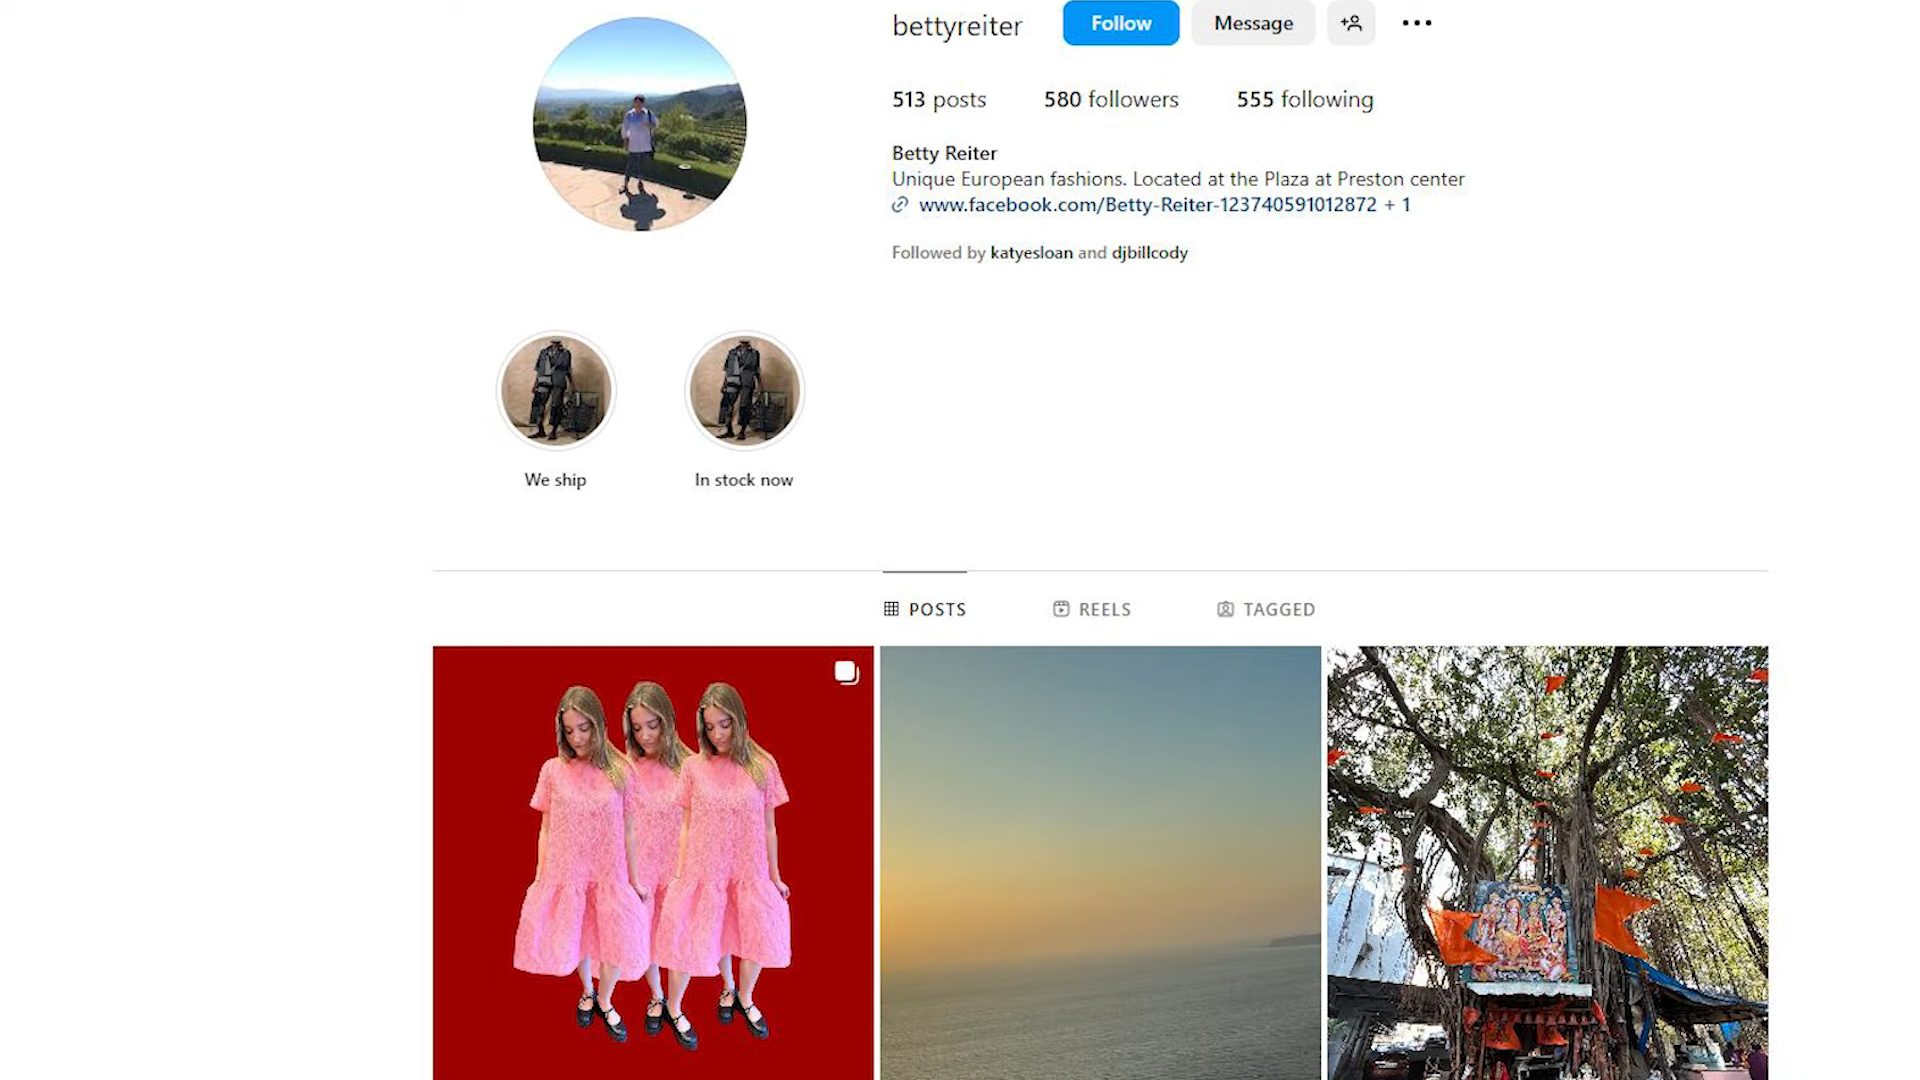 bettyreiter
Follow
Message
513 posts
580 followers
555 following
Betty Reiter
Unique European fashions. Located at the Plaza at Preston center
www.facebook.com/Betty-Reiter-123740591012872 + 1
Followed by katyesloan and djbillcody
We ship
In stock now
POSTS
REELS
TAGGED